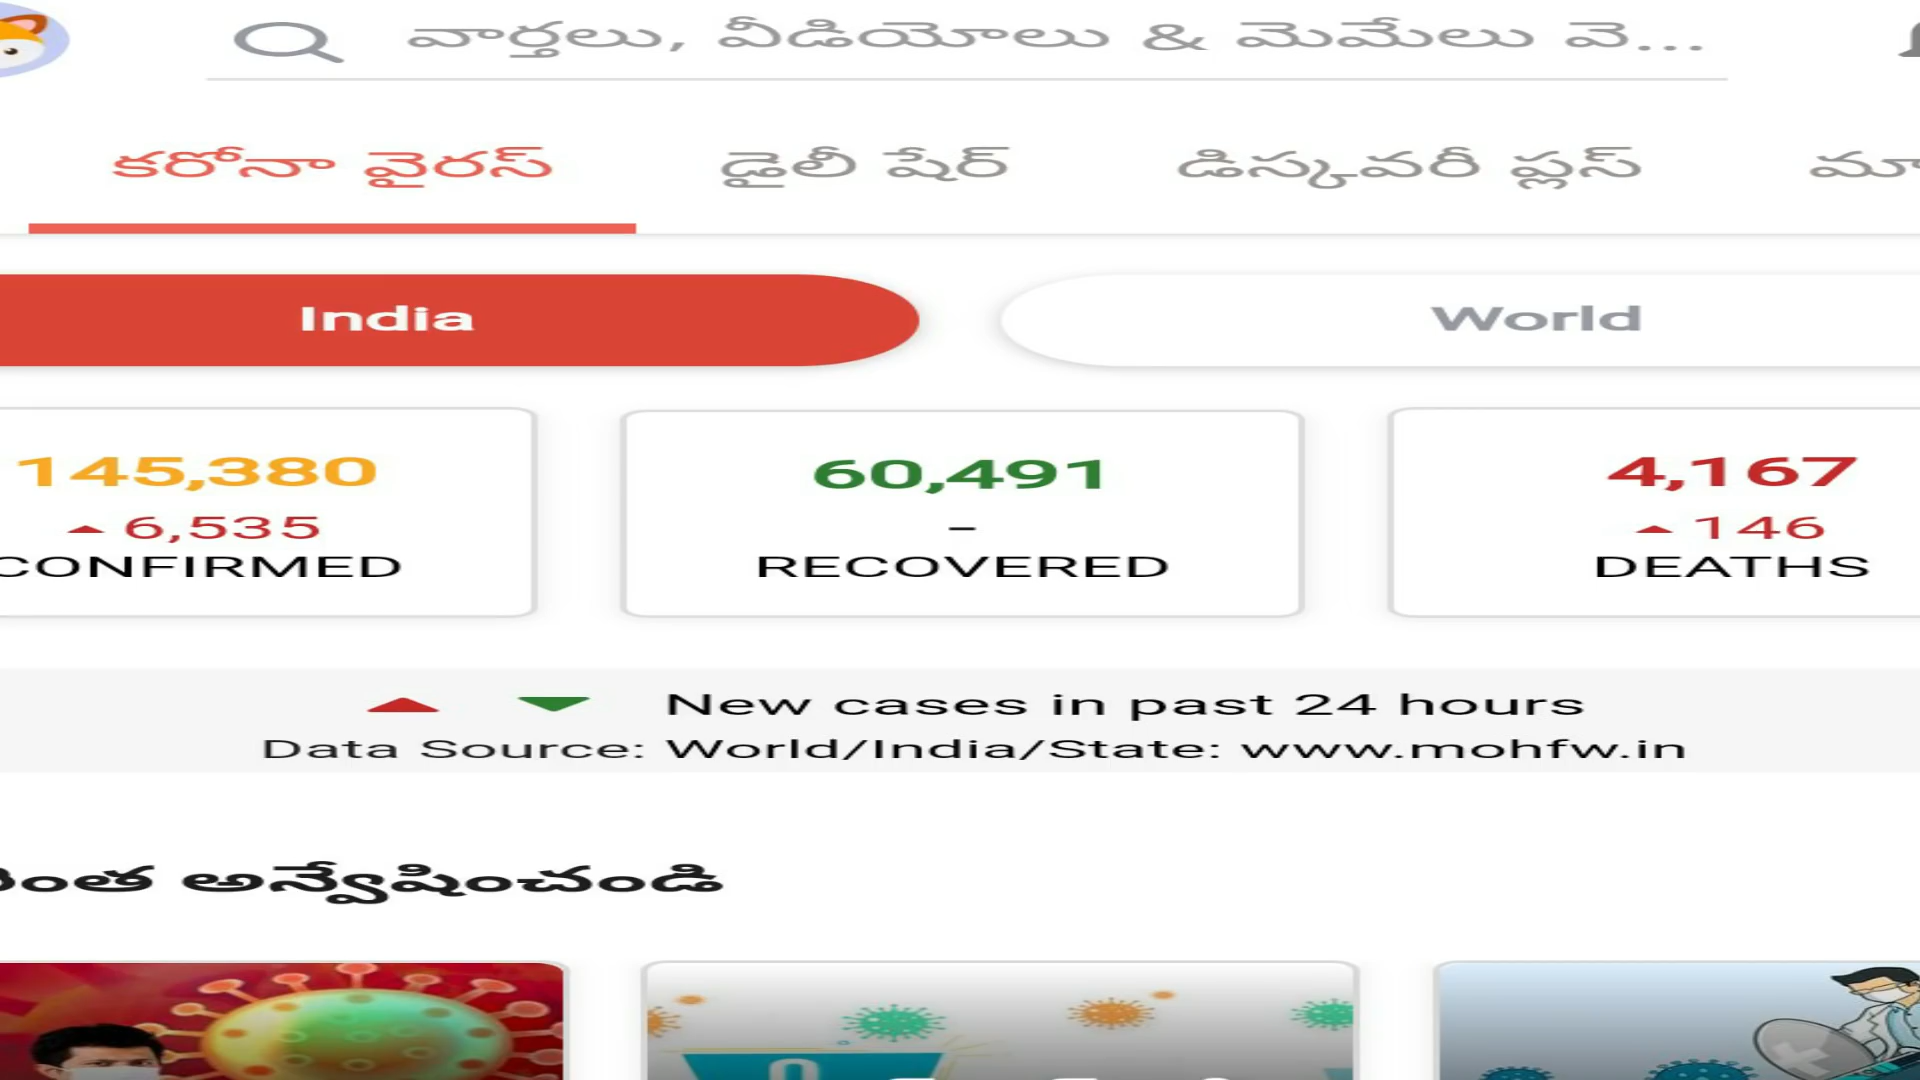 వార్తలు, వీడియోలు & మెమేలు వె...
కరోనా వైరస్ డైలీ షేర్ డిస్కవరీ ప్లస్
India World
145,380 60,491 4,167
6,535 - 146
CONFIRMED RECOVERED DEATHS
New cases in past 24 hours
Data Source: World/India/State: www.mohfw.in
అన్వేషించండి